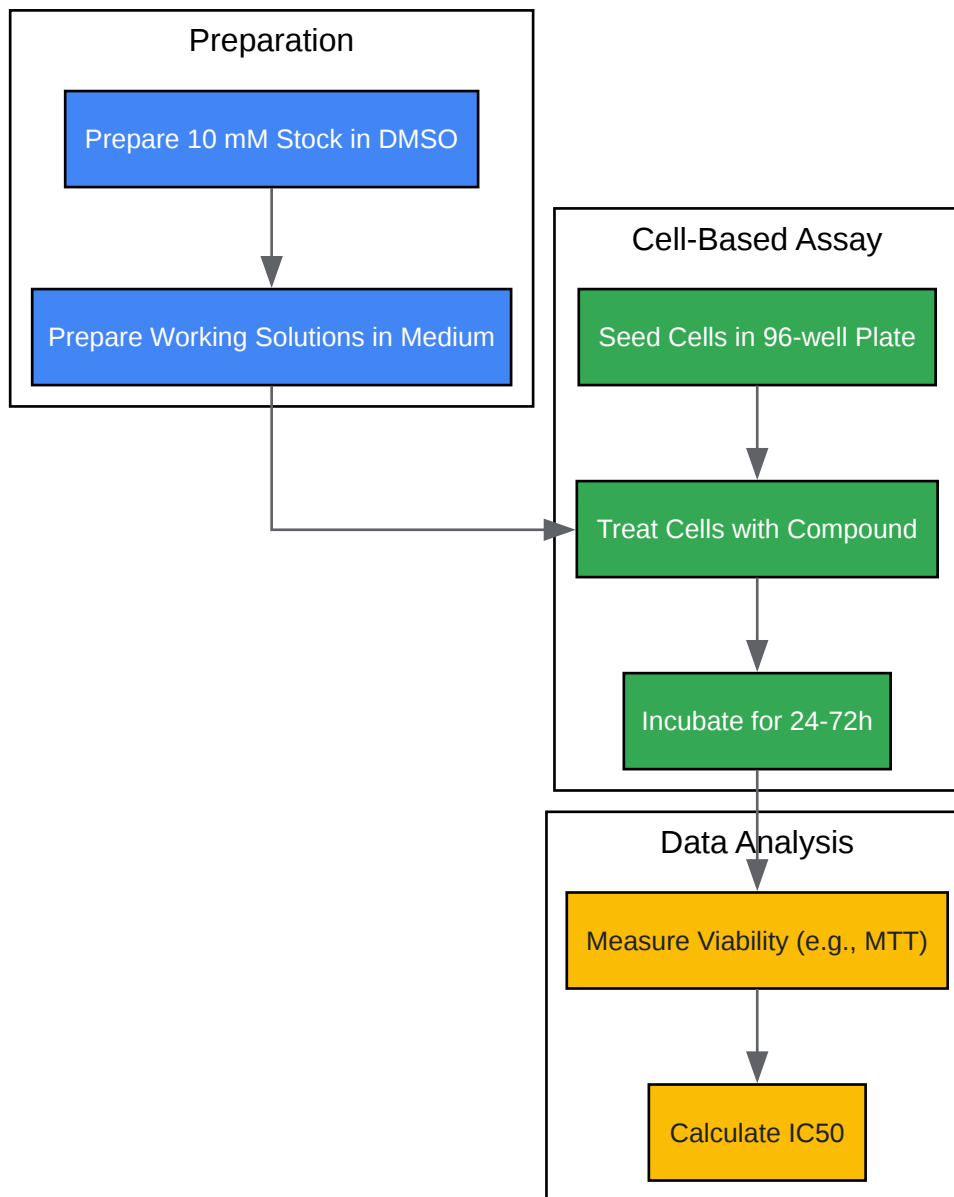 Preparation
Prepare 10 mM Stock in DMSO
Prepare Working Solutions in Medium
Cell-Based Assay
Seed Cells in 96-well Plate
Treat Cells with Compound
Incubate for 24-72h
Data Analysis
Measure Viability (e.g., MTT)
Calculate IC50